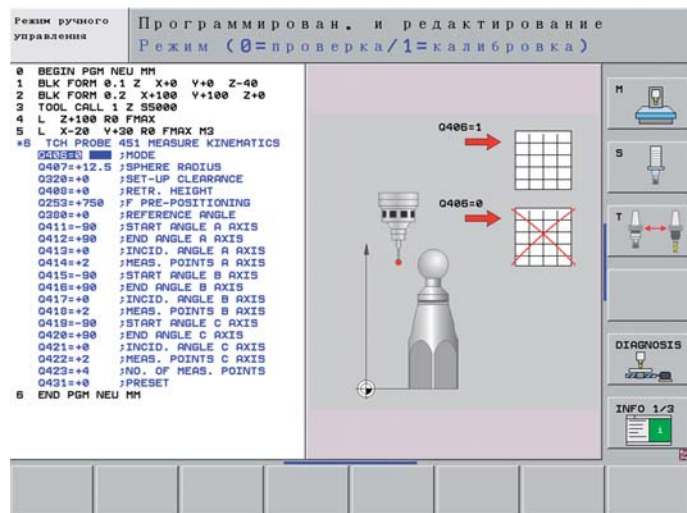 Режим ручного
управления
Программирован. и редактирование
Режим (0=проверка/1=калибровка)
0 BEGIN PGM NEU MM
1 BLK FORM 0.1 Z X+0 Y+0 Z-40
2 BLK FORM 0.2 X+100 Y+100 Z+0
3 TOOL CALL 1 Z S5000
4 L Z+100 R0 FMAX
5 L X-20 Y+30 R0 FMAX M3
*6 TCH PROBE 451 MEASURE KINEMATICS
Q406=0 ;MODE
Q407=+12.5 ;SPHERE RADIUS
Q320=+0 ;SET-UP CLEARANCE
Q408=+0 ;RETR. HEIGHT
Q253=+750 ;F PRE-POSITIONING
Q380=+0 ;REFERENCE ANGLE
Q411=-90 ;START ANGLE A AXIS
Q412=+90 ;END ANGLE A AXIS
Q413=+0 ;INCID. ANGLE A AXIS
Q414=+2 ;MEAS. POINTS A AXIS
Q415=-90 ;START ANGLE B AXIS
Q416=+90 ;END ANGLE B AXIS
Q417=+0 ;INCID. ANGLE B AXIS
Q418=+2 ;MEAS. POINTS B AXIS
Q419=-90 ;START ANGLE C AXIS
Q420=+90 ;END ANGLE C AXIS
Q421=+0 ;INCID. ANGLE C AXIS
Q422=+2 ;MEAS. POINTS C AXIS
Q423=+4 ;NO. OF MEAS. POINTS
Q431=+0 ;PRESET
6 END PGM NEU MM
Q406=1
Q406=0
M
S
T
DIAGNOSIS
INFO 1/3
i